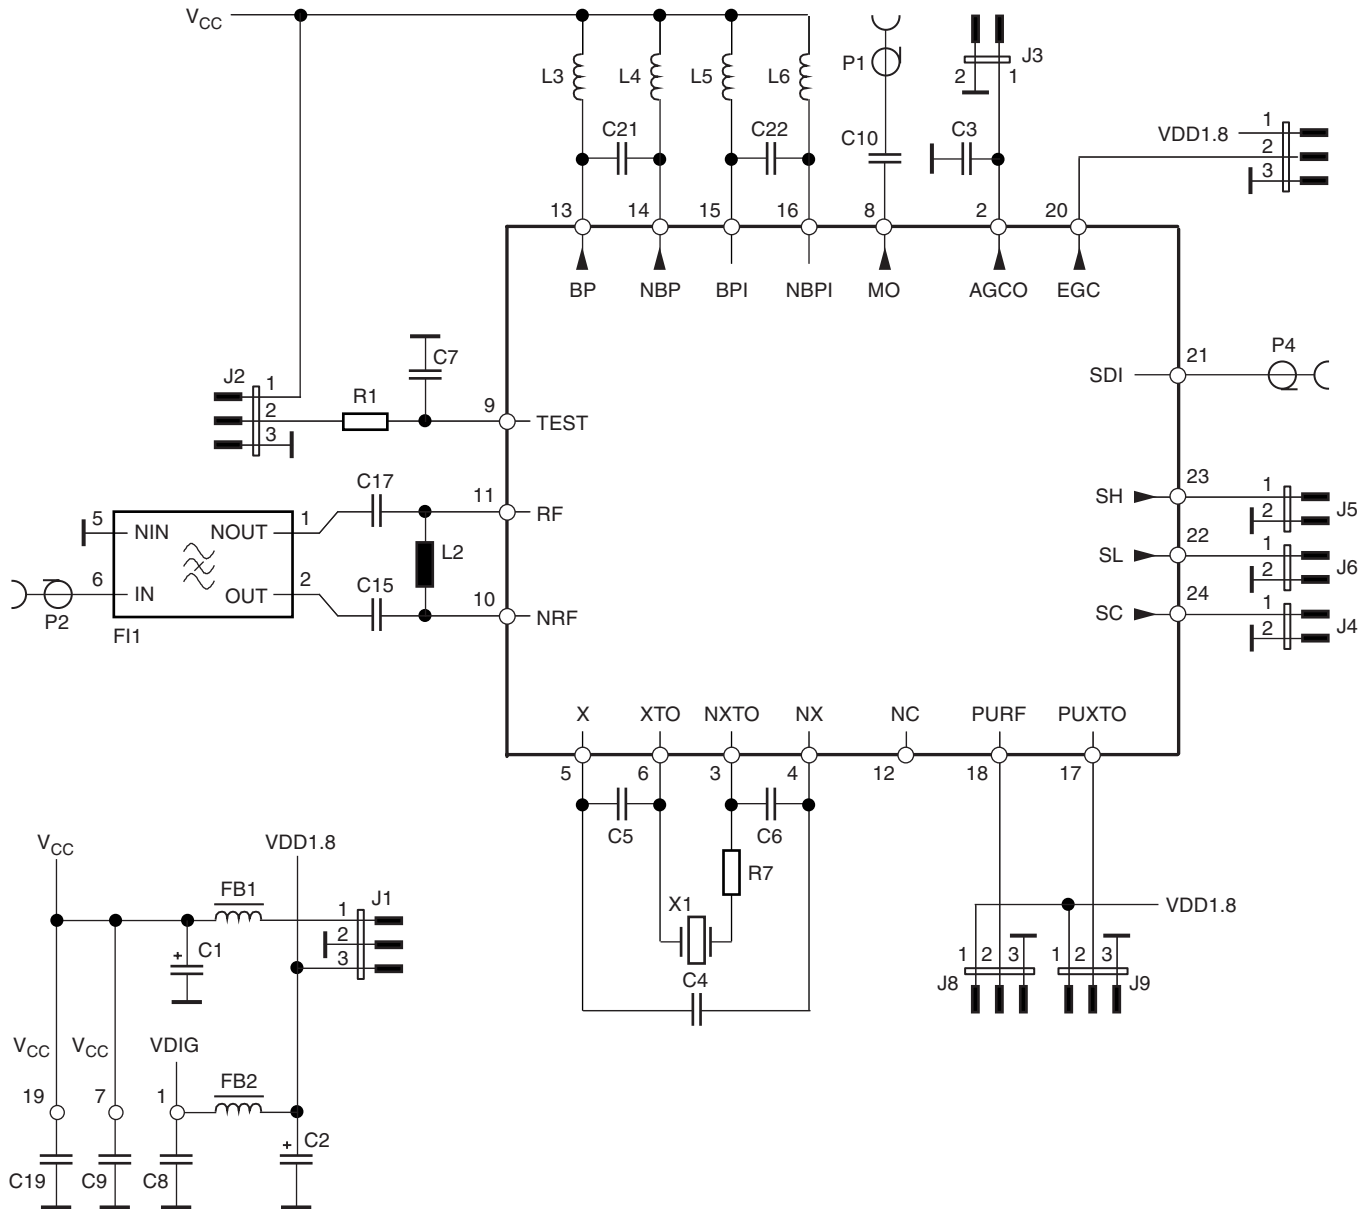 VCC
L3 L4 L5 L6 P1 2 1 J3
C21 C22 C10 C3 VDD1.8 1
2
3
13 14 15 16 8 2 20
BP NBP BPI NBPI MO AGCO EGC
C7 SDI 21 P4
J2 1 R1 9 TEST
2
3
C17 11 RF SH 23 1 J5
2
5 NIN NOUT 1 L2 SL 22 1 J6
2
6 IN OUT 2 C15 10 NRF SC 24 1 J4
2
P2 FI1
X XTO NXTO NX NC PURF PUXTO
5 6 3 4 12 18 17
C5 C6
R7
X1
C4
VDD1.8
1 2 3 1 2 3
J8 J9
VCC VDD1.8
FB1 1 J1
+ C1 2
3
VCC VCC VDIG
19 7 1 FB2
+ C2
C19 C9 C8